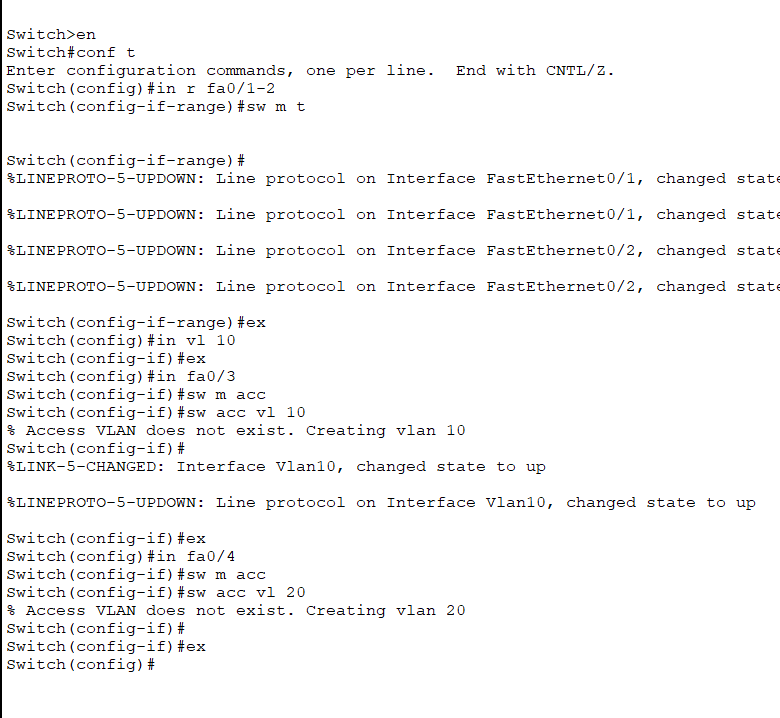 Switch>en
Switch#conf t
Enter configuration commands, one per line.  End with CNTL/Z.
Switch(config)#in r fa0/1-2
Switch(config-if-range)#sw m t
Switch(config-if-range)#
%LINEPROTO-5-UPDOWN: Line protocol on Interface FastEthernet0/1, changed state
%LINEPROTO-5-UPDOWN: Line protocol on Interface FastEthernet0/1, changed state
%LINEPROTO-5-UPDOWN: Line protocol on Interface FastEthernet0/2, changed state
%LINEPROTO-5-UPDOWN: Line protocol on Interface FastEthernet0/2, changed state
Switch(config-if-range)#ex
Switch(config)#in vl 10
Switch(config-if)#ex
Switch(config)#in fa0/3
Switch(config-if)#sw m acc
Switch(config-if)#sw acc vl 10
% Access VLAN does not exist. Creating vlan 10
Switch(config-if)#
%LINK-5-CHANGED: Interface Vlan10, changed state to up
%LINEPROTO-5-UPDOWN: Line protocol on Interface Vlan10, changed state to up
Switch(config-if)#ex
Switch(config)#in fa0/4
Switch(config-if)#sw m acc
Switch(config-if)#sw acc vl 20
% Access VLAN does not exist. Creating vlan 20
Switch(config-if)#
Switch(config-if)#ex
Switch(config)#